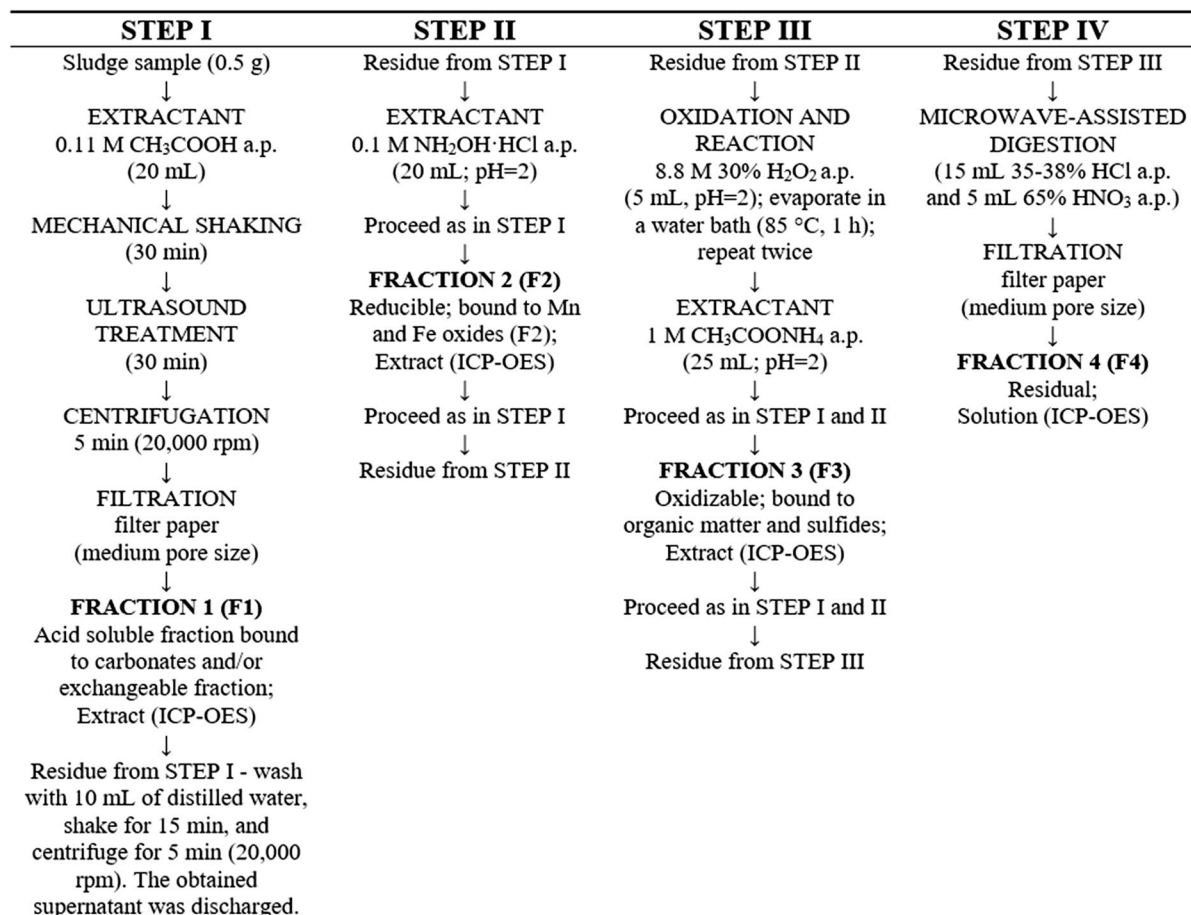 STEP I
Sludge sample (0.5 g)
↓
EXTRACTANT
0.11 M CH₃COOH a.p.
(20 mL)
↓
MECHANICAL SHAKING
(30 min)
↓
ULTRASOUND
TREATMENT
(30 min)
↓
CENTRIFUGATION
5 min (20,000 rpm)
↓
FILTRATION
filter paper
(medium pore size)
↓
FRACTION 1 (F1)
Acid soluble fraction bound
to carbonates and/or
exchangeable fraction;
Extract (ICP-OES)
↓
Residue from STEP I - wash
with 10 mL of distilled water,
shake for 15 min, and
centrifuge for 5 min (20,000
rpm). The obtained
supernatant was discharged.
STEP II
Residue from STEP I
↓
EXTRACTANT
0.1 M NH₂OH·HCl a.p.
(20 mL; pH=2)
↓
Proceed as in STEP I
↓
FRACTION 2 (F2)
Reducible; bound to Mn
and Fe oxides (F2);
Extract (ICP-OES)
↓
Proceed as in STEP I
↓
Residue from STEP II
STEP III
Residue from STEP II
↓
OXIDATION AND
REACTION
8.8 M 30% H₂O₂ a.p.
(5 mL, pH=2); evaporate in
a water bath (85 °C, 1 h);
repeat twice
↓
EXTRACTANT
1 M CH₃COONH₄ a.p.
(25 mL; pH=2)
↓
Proceed as in STEP I and II
↓
FRACTION 3 (F3)
Oxidizable; bound to
organic matter and sulfides;
Extract (ICP-OES)
↓
Proceed as in STEP I and II
↓
Residue from STEP III
STEP IV
Residue from STEP III
↓
MICROWAVE-ASSISTED
DIGESTION
(15 mL 35-38% HCl a.p.
and 5 mL 65% HNO₃ a.p.)
↓
FILTRATION
filter paper
(medium pore size)
↓
FRACTION 4 (F4)
Residual;
Solution (ICP-OES)